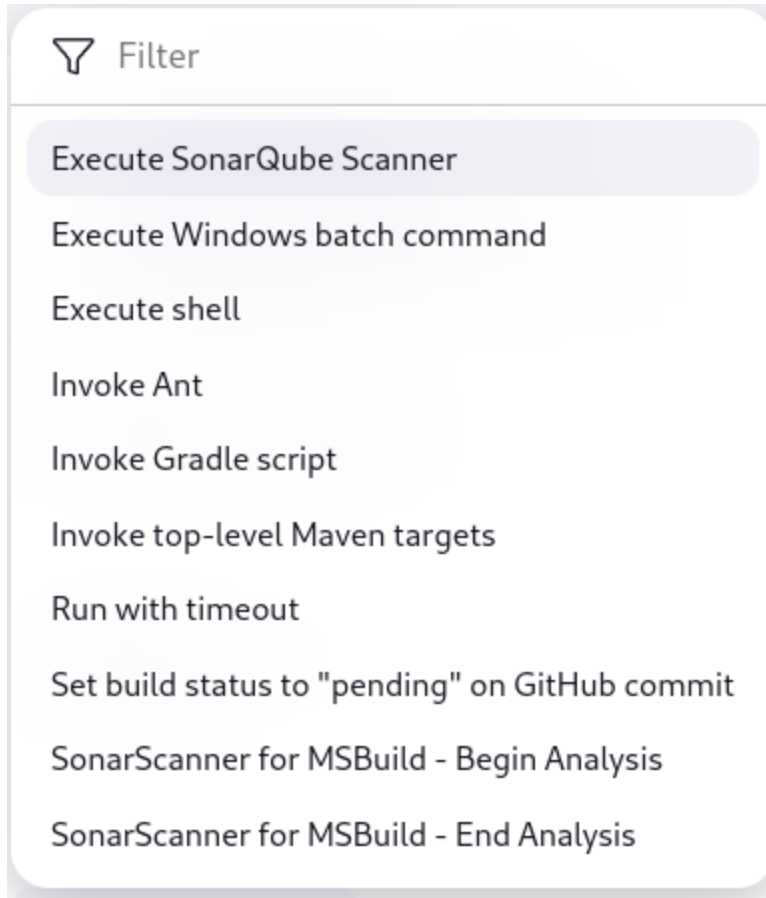 Filter
Execute SonarQube Scanner
Execute Windows batch command
Execute shell
Invoke Ant
Invoke Gradle script
Invoke top-level Maven targets
Run with timeout
Set build status to "pending" on GitHub commit
SonarScanner for MSBuild - Begin Analysis
SonarScanner for MSBuild - End Analysis